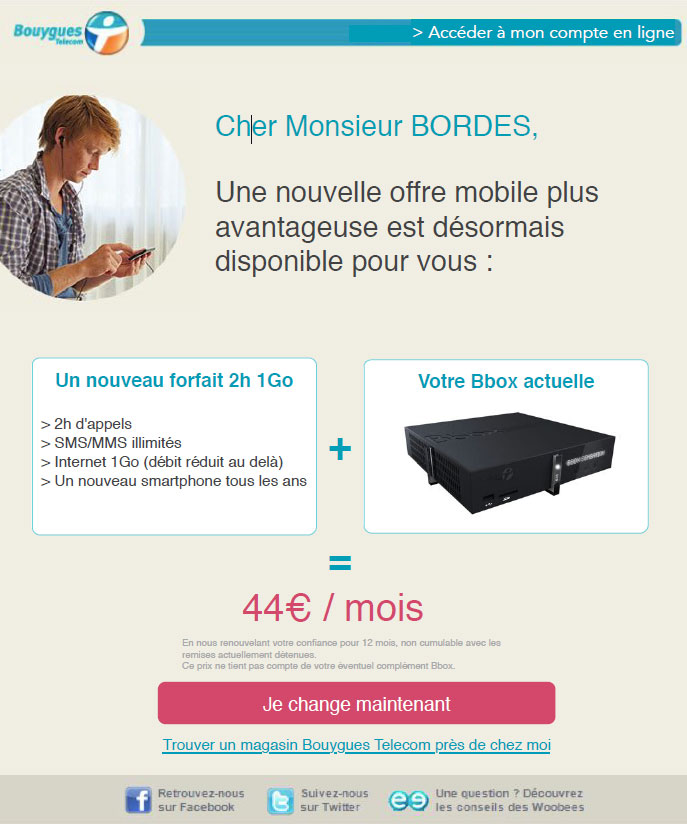 Bouygues
Telecom
> Accéder à mon compte en ligne
Cher Monsieur BORDES,
Une nouvelle offre mobile plus
avantageuse est désormais
disponible pour vous :
Un nouveau forfait 2h 1Go
> 2h d'appels
> SMS/MMS illimités
> Internet 1Go (débit réduit au delà)
> Un nouveau smartphone tous les ans
+
Votre Bbox actuelle
=
44€ / mois
En nous renouvelant votre confiance pour 12 mois, non cumulable avec les
remises actuellement détenues.
Ce prix ne tient pas compte de votre éventuel complément Bbox.
Je change maintenant
Trouver un magasin Bouygues Telecom près de chez moi
Retrouvez-nous
sur Facebook
Suivez-nous
sur Twitter
Une question ? Découvrez
les conseils des Woobees